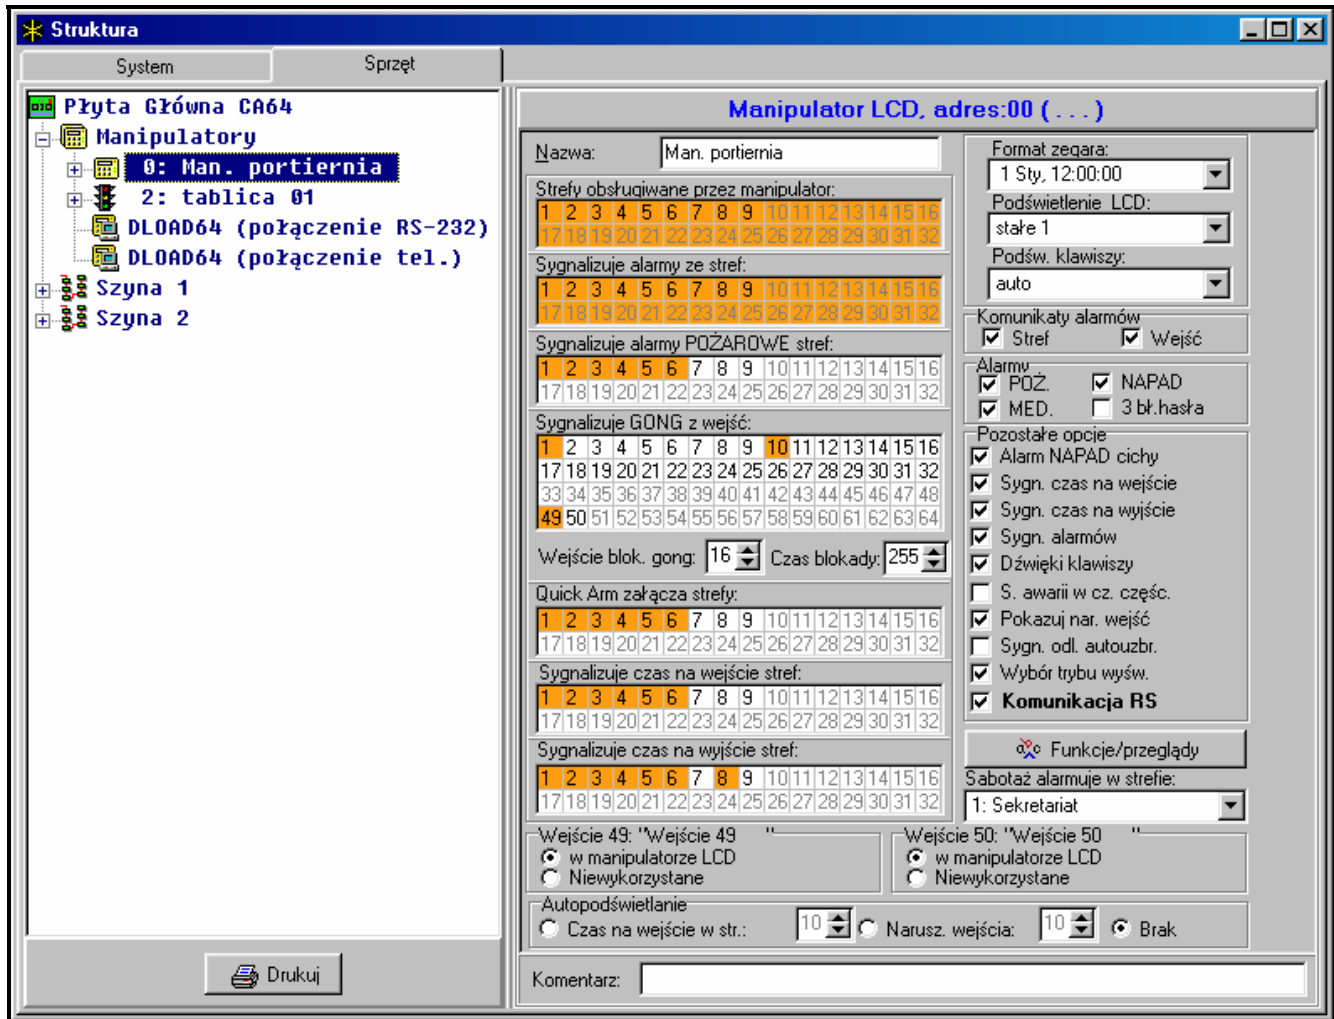 Struktura
System
Sprzęt
Płyta Główna CA64
Manipulatory
0: Man. portiernia
2: tablica 01
DLOAD64 (połączenie RS-232)
DLOAD64 (połączenie tel.)
Szyna 1
Szyna 2
Drukuj
Manipulator LCD, adres:00 ( . . . )
Nazwa: Man. portiernia
Strefy obsługiwane przez manipulator:
1 2 3 4 5 6 7 8 9 10 11 12 13 14 15 16
17 18 19 20 21 22 23 24 25 26 27 28 29 30 31 32
Sygnalizuje alarmy ze stref:
1 2 3 4 5 6 7 8 9 10 11 12 13 14 15 16
17 18 19 20 21 22 23 24 25 26 27 28 29 30 31 32
Sygnalizuje alarmy POŻAROWE stref:
1 2 3 4 5 6 7 8 9 10 11 12 13 14 15 16
17 18 19 20 21 22 23 24 25 26 27 28 29 30 31 32
Sygnalizuje GONG z wejść:
1 2 3 4 5 6 7 8 9 10 11 12 13 14 15 16
17 18 19 20 21 22 23 24 25 26 27 28 29 30 31 32
33 34 35 36 37 38 39 40 41 42 43 44 45 46 47 48
49 50 51 52 53 54 55 56 57 58 59 60 61 62 63 64
Wejście blok. gong: 16 Czas blokady: 255
Quick Arm załącza strefy:
1 2 3 4 5 6 7 8 9 10 11 12 13 14 15 16
17 18 19 20 21 22 23 24 25 26 27 28 29 30 31 32
Sygnalizuje czas na wejście stref:
1 2 3 4 5 6 7 8 9 10 11 12 13 14 15 16
17 18 19 20 21 22 23 24 25 26 27 28 29 30 31 32
Sygnalizuje czas na wyjście stref:
1 2 3 4 5 6 7 8 9 10 11 12 13 14 15 16
17 18 19 20 21 22 23 24 25 26 27 28 29 30 31 32
Format zegara:
1 Sty, 12:00:00
Podświetlenie LCD:
stałe 1
Podśw. klawiszy:
auto
Komunikaty alarmów
Stref Wejść
Alarmy
POŻ. NAPAD
MED. 3 bł.hasła
Pozostałe opcje
Alarm NAPAD cichy
Sygn. czas na wejście
Sygn. czas na wyjście
Sygn. alarmów
Dźwięki klawiszy
S. awarii w cz. częśc.
Pokazuj nar. wejść
Sygn. odl. autouzbr.
Wybór trybu wyśw.
Komunikacja RS
Funkcje/przeglądy
Sabotaż alarmuje w strefie:
1: Sekretariat
Wejście 49: "Wejście 49 "
w manipulatorze LCD
Niewykorzystane
Wejście 50: "Wejście 50 "
w manipulatorze LCD
Niewykorzystane
Autopodświetlanie
Czas na wejście w str.: 10 Narusz. wejścia: 10 Brak
Komentarz: